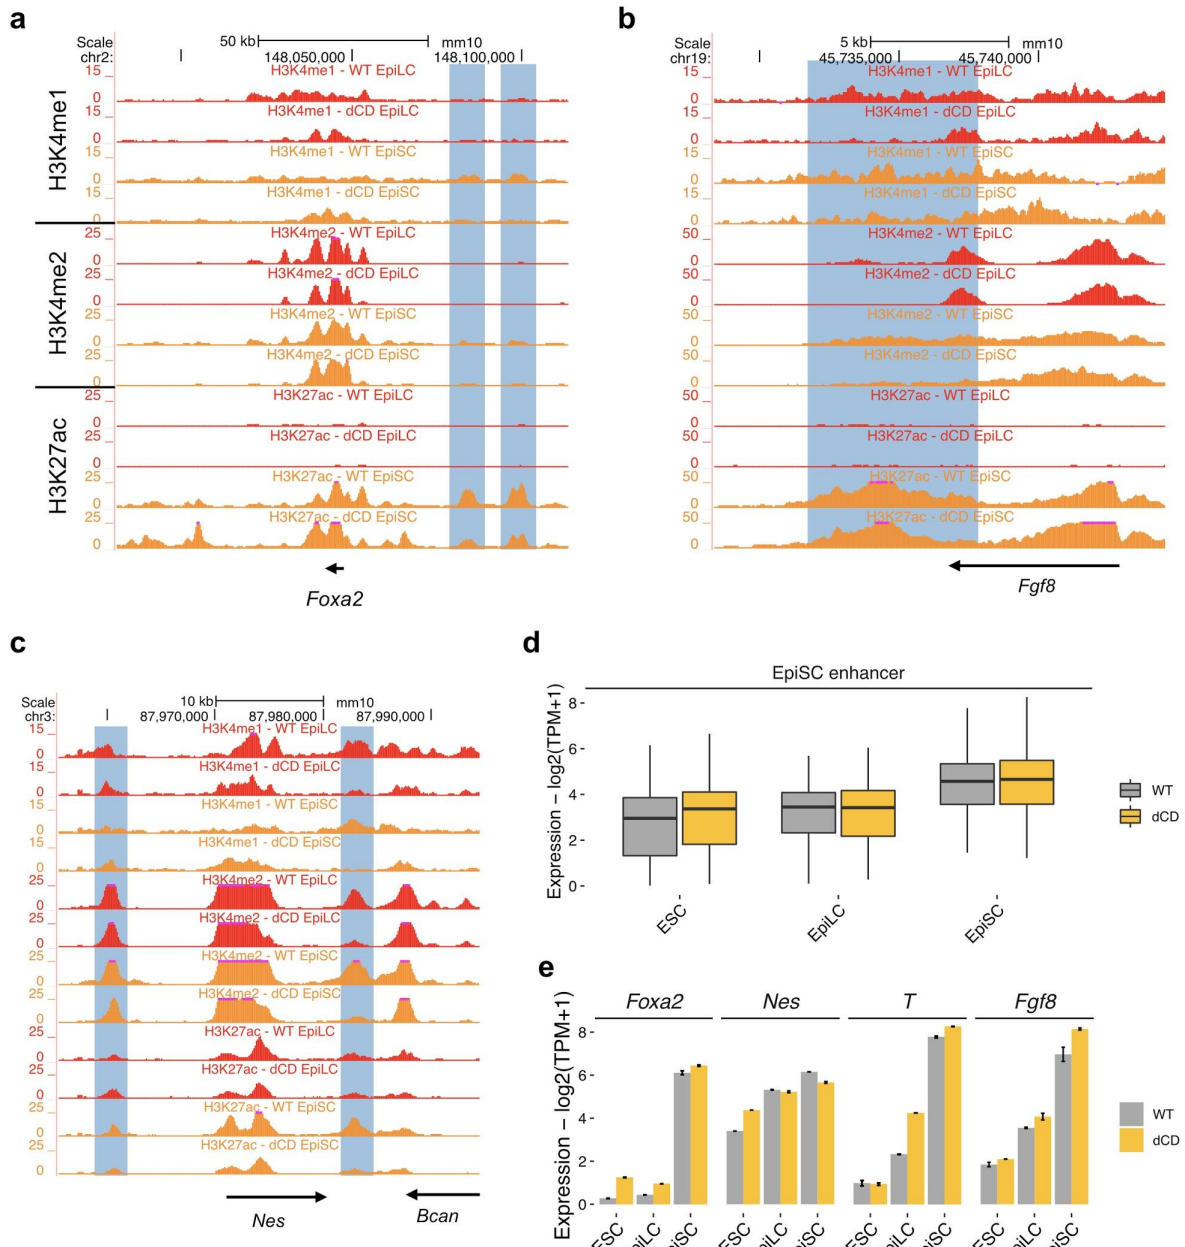 a
50 kb
mm10
Scale
chr2:
148,050,000
148,100,000
H3K4me1
H3K4me2
H3K27ac
15
H3K4me1 - WT EpiLC
0
H3K4me1 - dCD EpiLC
15
0
15
H3K4me1 - WT EpiSC
0
15
H3K4me1 - dCD EpiSC
0
25
H3K4me2 - WT EpiLC
0
25
H3K4me2 - dCD EpiLC
0
25
H3K4me2 - WT EpiSC
0
25
H3K4me2 - dCD EpiSC
0
25
H3K27ac - WT EpiLC
0
25
H3K27ac - dCD EpiLC
0
25
H3K27ac - WT EpiSC
0
25
H3K27ac - dCD EpiSC
0
Foxa2
b
5 kb
mm10
Scale
chr19:
45,735,000
45,740,000
15
H3K4me1 - WT EpiLC
0
15
H3K4me1 - dCD EpiLC
0
15
H3K4me1 - WT EpiSC
0
15
H3K4me1 - dCD EpiSC
0
50
H3K4me2 - WT EpiLC
0
50
H3K4me2 - dCD EpiLC
0
50
H3K4me2 - WT EpiSC
0
50
H3K4me2 - dCD EpiSC
0
50
H3K27ac - WT EpiLC
0
50
H3K27ac - dCD EpiLC
0
50
H3K27ac - WT EpiSC
0
50
H3K27ac - dCD EpiSC
0
Fgf8
c
Scale
10 kb
mm10
chr3:
87,970,000
87,980,000
87,990,000
15
H3K4me1 - WT EpiLC
0
15
H3K4me1 - dCD EpiLC
0
15
H3K4me1 - WT EpiSC
0
15
H3K4me1 - dCD EpiSC
0
25
H3K4me2 - WT EpiLC
0
25
H3K4me2 - dCD EpiLC
0
25
H3K4me2 - WT EpiSC
0
25
H3K4me2 - dCD EpiSC
0
25
H3K27ac - WT EpiLC
0
25
H3K27ac - dCD EpiLC
0
25
H3K27ac - WT EpiSC
0
25
H3K27ac - dCD EpiSC
0
Nes
Bcan
d
EpiSC enhancer
Expression – log2(TPM+1)
8
6
4
2
0
ESC
EpiLC
EpiSC
WT
dCD
e
Foxa2
Nes
T
Fgf8
Expression – log2(TPM+1)
8
6
4
2
0
WT
dCD